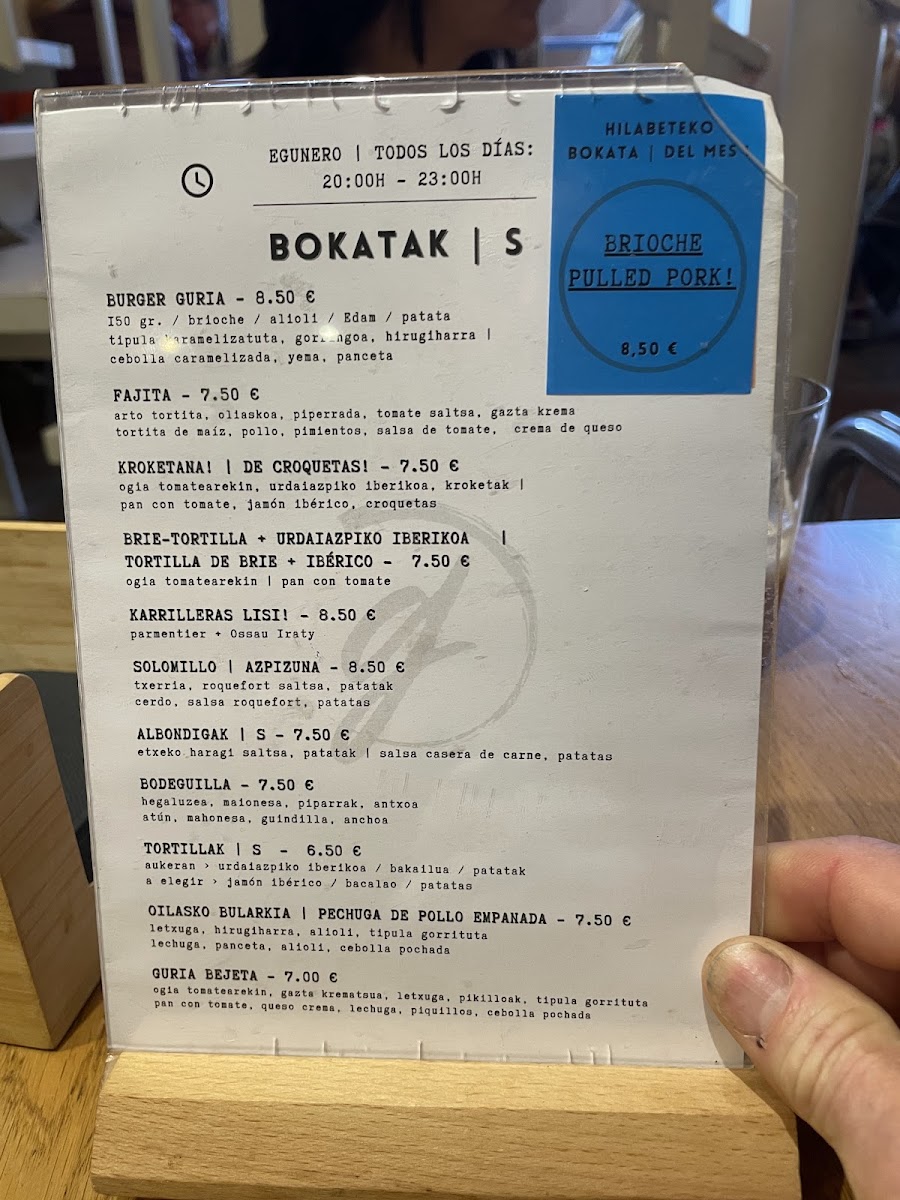 EGUNERO | TODOS LOS DÍAS:
20:00H - 23:00H
BOKATAK | S
HILABETEKO
BOKATA | DEL MES
BRIOCHE
PULLED PORK!
8,50 €
BURGER GURIA - 8.50 €
150 gr. / brioche / alioli / Edam / patata
tipula karamelizatuta, gorringoa, hirugiharra |
cebolla caramelizada, yema, panceta
FAJITA - 7.50 €
arto tortita, oliaskoa, piperrada, tomate saltsa, gazta krema
tortita de maíz, pollo, pimientos, salsa de tomate, crema de queso
KROKETANA! | DE CROQUETAS! - 7.50 €
ogia tomatearekin, urdaiazpiko iberikoa, kroketak |
pan con tomate, jamón ibérico, croquetas
BRIE-TORTILLA + URDAIAZPIKO IBERIKOA |
TORTILLA DE BRIE + IBÉRICO - 7.50 €
ogia tomatearekin | pan con tomate
KARRILLERAS LISI! - 8.50 €
parmentier + Ossau Iraty
SOLOMILLO | AZPIZUNA - 8.50 €
txerria, roquefort saltsa, patatak
cerdo, salsa roquefort, patatas
ALBONDIGAK | S - 7.50 €
etxeko haragi saltsa, patatak | salsa casera de carne, patatas
BODEGUILLA - 7.50 €
hegaluzea, maionesa, piparrak, antxoa
atún, mahonesa, guindilla, anchoa
TORTILLAK | S - 6.50 €
aukeran > urdaiazpiko iberikoa / bakailua / patatak
a elegir > jamón ibérico / bacalao / patatas
OILASKO BULARKIA | PECHUGA DE POLLO EMPANADA - 7.50 €
letxuga, hirugiharra, alioli, tipula gorrituta
lechuga, panceta, alioli, cebolla pochada
GURIA BEJETA - 7.00 €
ogia tomatearekin, gazta krematsua, letxuga, pikilloak, tipula gorrituta
pan con tomate, queso crema, lechuga, piquillos, cebolla pochada